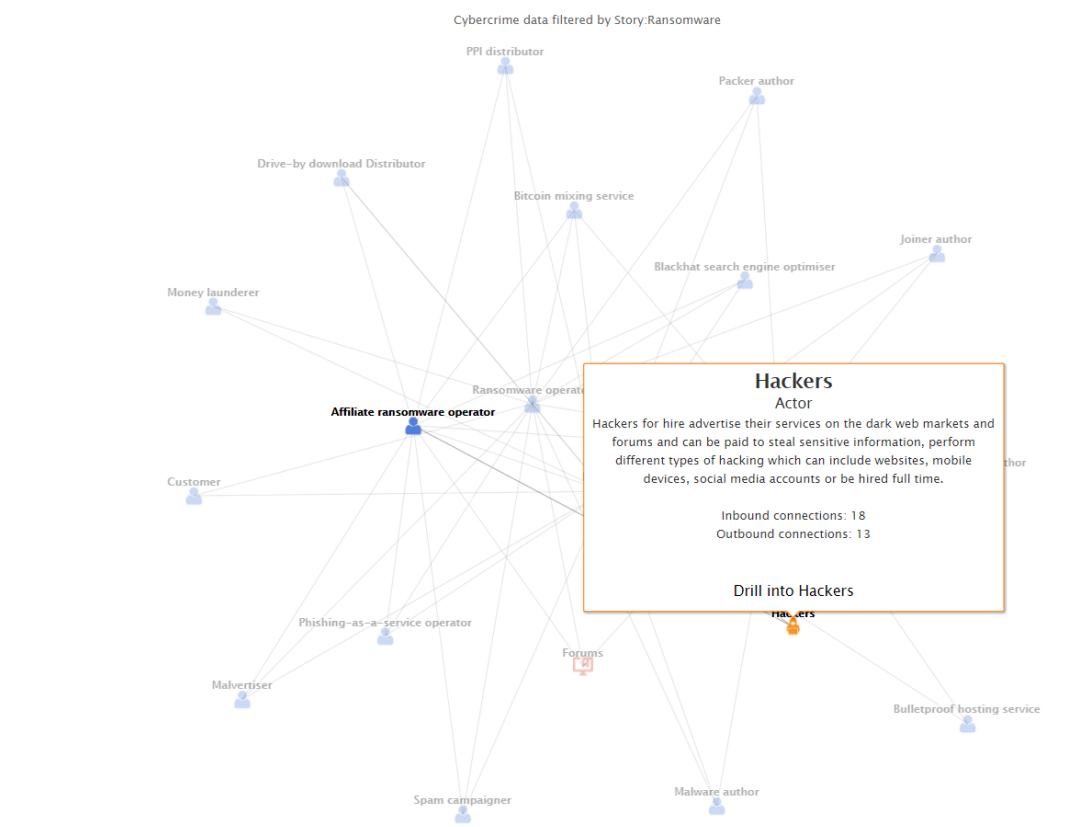 Cybercrime data filtered by Story:Ransomware
PPI distributor
Packer author
Drive-by download Distributor
Bitcoin mixing service
Joiner author
Blackhat search engine optimiser
Money launderer
Hackers
Actor
Hackers for hire advertise their services on the dark web markets and
forums and can be paid to steal sensitive information, perform
different types of hacking which can include websites, mobile
devices, social media accounts or be hired full time.
Inbound connections: 18
Outbound connections: 13
Drill into Hackers
Ransomware operato
Affiliate ransomware operator
thor
Customer
Hackers
Phishing-as-a-service operator
Forums
Malvertiser
Bulletproof hosting service
Malware author
Spam campaigner